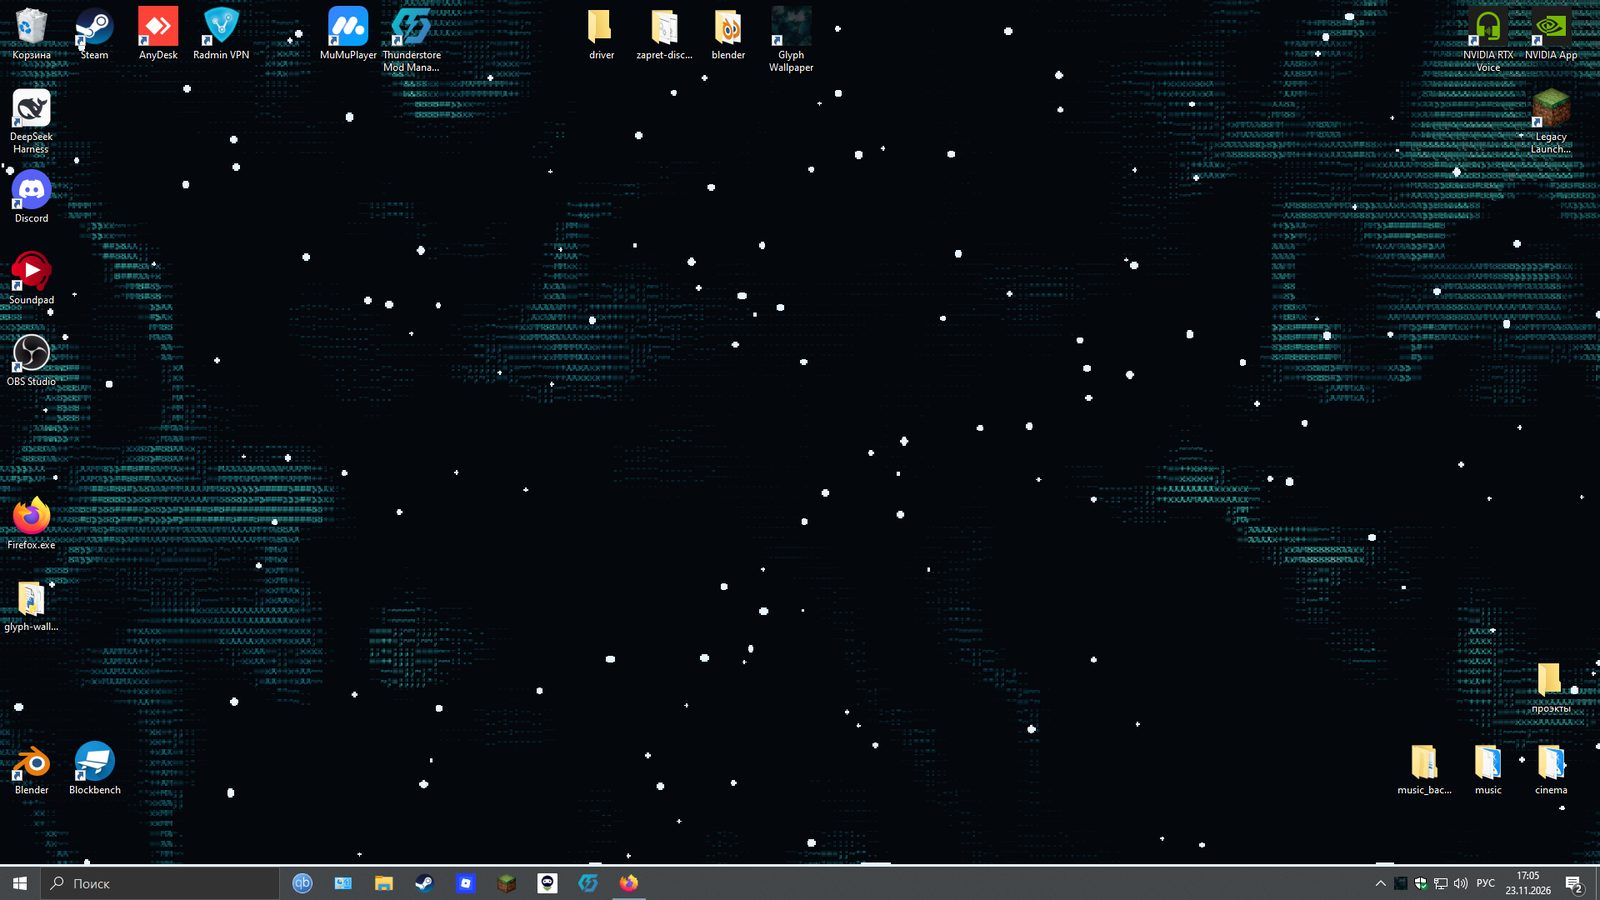 Корзина
Steam
AnyDesk
Radmin VPN
MuMuPlayer
Thunderstore
Mod Mana...
driver
zapret-disc...
blender
Glyph
Wallpaper
NVIDIA RTX
Voice
NVIDIA App
DeepSeek
Harness
Legacy
Launch...
Discord
Soundpad
OBS Studio
Firefox.exe
glyph-wall...
проэкты
Blender
Blockbench
music_bac...
music
cinema
Поиск
qb
РУС
17:05
23.11.2026
2